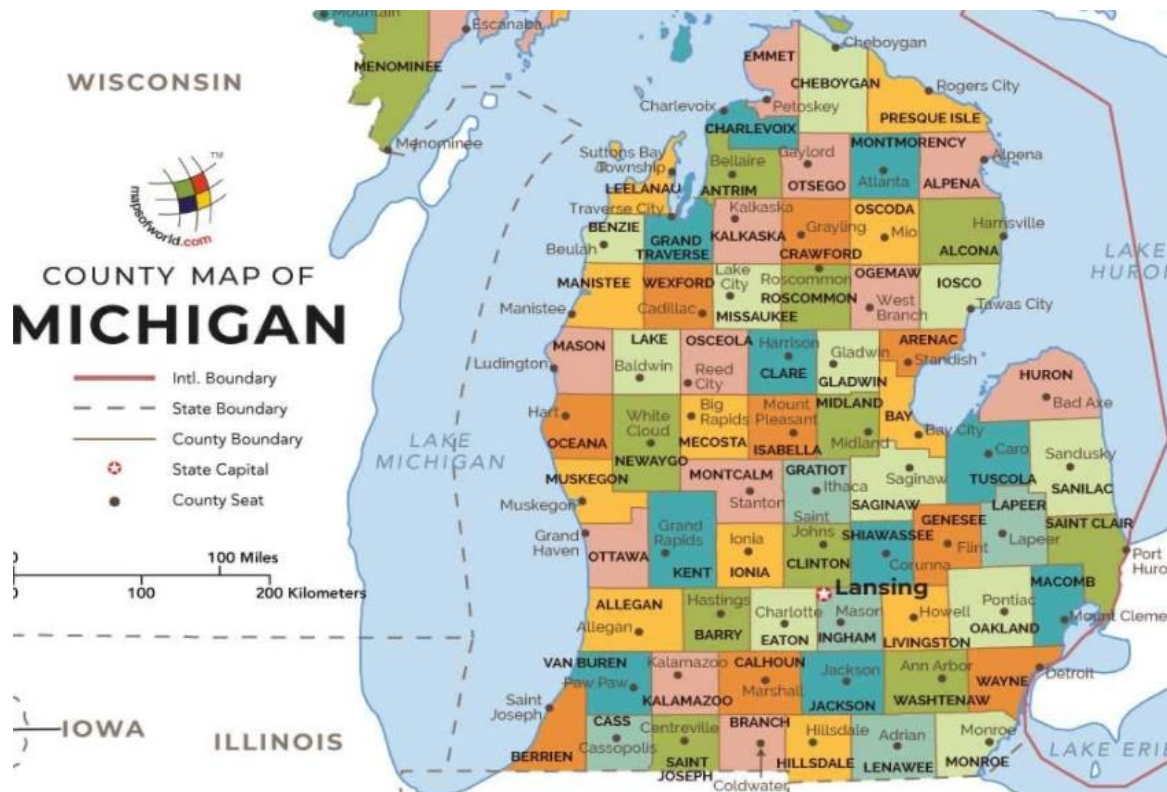 WISCONSIN
TM
mapsofworld.com
COUNTY MAP OF
MICHIGAN
Intl. Boundary
State Boundary
County Boundary
State Capital
County Seat
0
100 Miles
100
200 Kilometers
IOWA
ILLINOIS
LAKE
MICHIGAN
LAKE
HURO
LAKE ERIE
Mountain
Escanaba
MENOMINEE
Menominee
EMMET
Petoskey
Cheboygan
CHEBOYGAN
Rogers City
PRESQUE ISLE
Charlevoix
CHARLEVOIX
Suttons Bay
Township
LEELANAU
Bellaire
ANTRIM
Gaylord
OTSEGO
MONTMORENCY
Atlanta
Alpena
ALPENA
Traverse City
BENZIE
Beulah
GRAND
TRAVERSE
Kalkaska
KALKASKA
Grayling
CRAWFORD
OSCODA
Mio
Harrisville
ALCONA
MANISTEE
Manistee
WEXFORD
Cadillac
Lake
City
MISSAUKEE
Roscommon
ROSCOMMON
OGEMAW
West
Branch
IOSCO
Tawas City
MASON
Ludington
LAKE
Baldwin
OSCEOLA
Reed
City
Harrison
CLARE
Gladwin
GLADWIN
ARENAC
Standish
HURON
Bad Axe
Hart
OCEANA
White
Cloud
NEWAYGO
Big
Rapids
MECOSTA
Mount
Pleasant
ISABELLA
MIDLAND
Midland
BAY
Bay City
Caro
TUSCOLA
Sandusky
SANILAC
MUSKEGON
Muskegon
MONTCALM
Stanton
GRATIOT
Ithaca
Saginaw
SAGINAW
Grand
Haven
OTTAWA
Grand
Rapids
KENT
Ionia
IONIA
Saint
Johns
CLINTON
SHIAWASSEE
Corunna
GENESEE
Flint
LAPEER
Lapeer
SAINT CLAIR
Port
Huro
ALLEGAN
Allegan
Hastings
BARRY
Charlotte
EATON
Lansing
Mason
INGHAM
Howell
LIVINGSTON
Pontiac
OAKLAND
MACOMB
Mount Cleme
VAN BUREN
Paw Paw
Kalamazoo
KALAMAZOO
CALHOUN
Marshall
Jackson
JACKSON
Ann Arbor
WASHTENAW
WAYNE
Detroit
Saint
Joseph
BERRIEN
CASS
Cassopolis
Centreville
SAINT
JOSEPH
BRANCH
Coldwater
Hillsdale
HILLSDALE
Adrian
LENAWEE
Monroe
MONROE